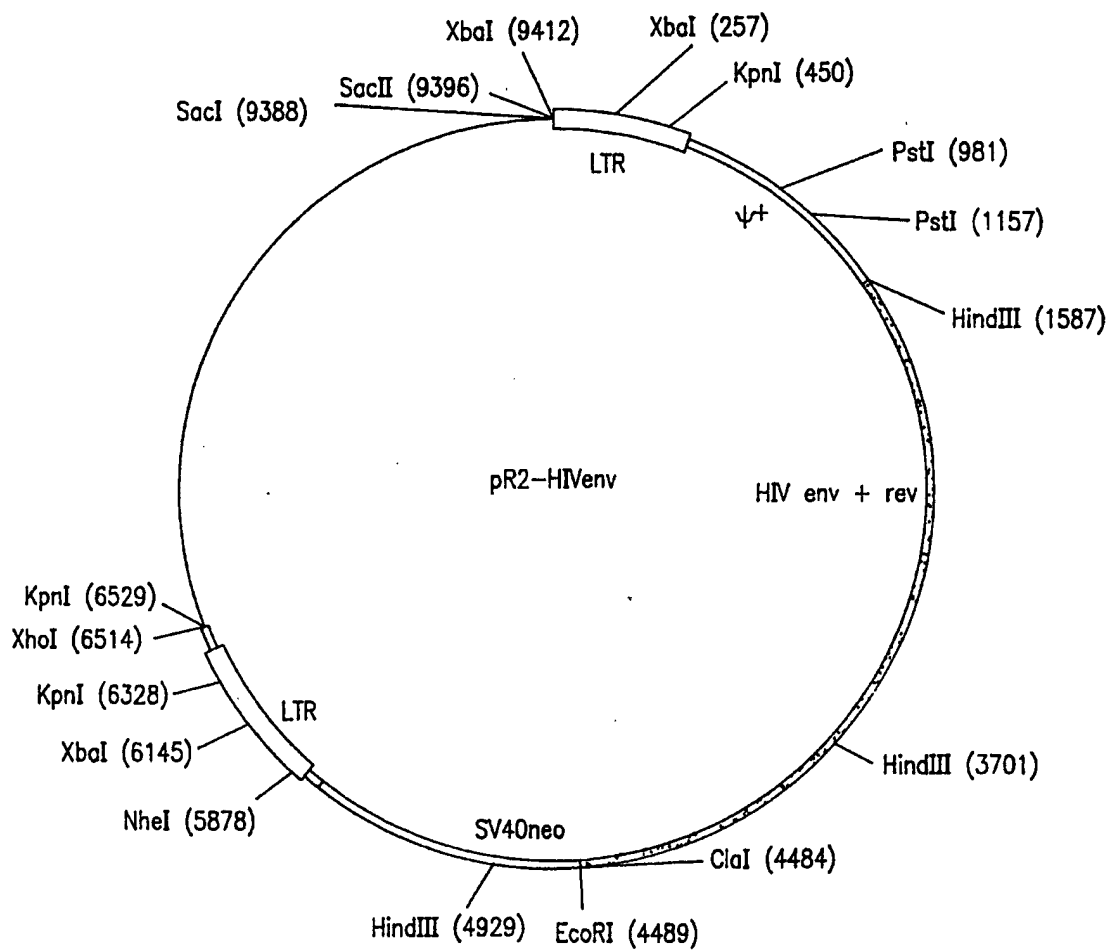 XbaI (9412)
XbaI (257)
KpnI (450)
SacII (9396)
SacI (9388)
LTR
PstI (981)
ψ+
PstI (1157)
HindIII (1587)
pR2-HIVenv
HIV env + rev
KpnI (6529)
XhoI (6514)
KpnI (6328)
LTR
XbaI (6145)
HindIII (3701)
NheI (5878)
SV40neo
ClaI (4484)
HindIII (4929)
EcoRI (4489)